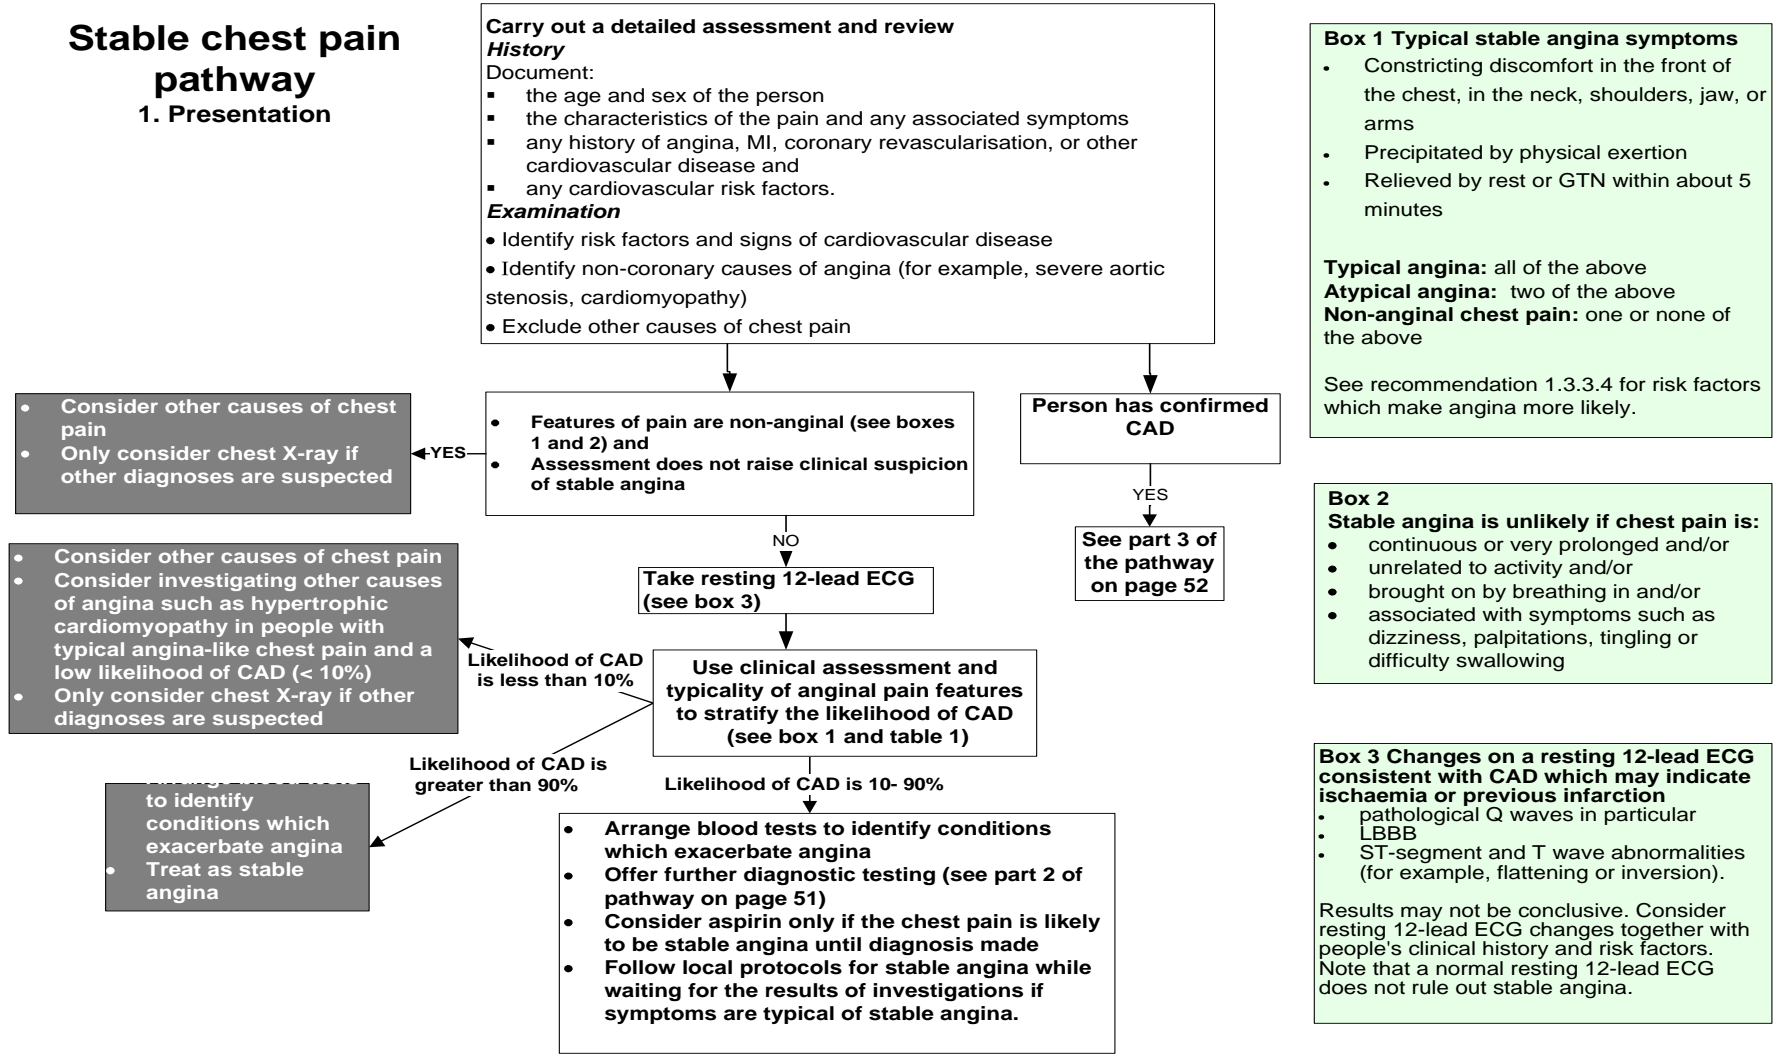 Stable chest pain
pathway
1. Presentation
Carry out a detailed assessment and review
History
Document:
▪ the age and sex of the person
▪ the characteristics of the pain and any associated symptoms
▪ any history of angina, MI, coronary revascularisation, or other
cardiovascular disease and
▪ any cardiovascular risk factors.
Examination
• Identify risk factors and signs of cardiovascular disease
• Identify non-coronary causes of angina (for example, severe aortic
stenosis, cardiomyopathy)
• Exclude other causes of chest pain
• Consider other causes of chest
pain
• Only consider chest X-ray if
other diagnoses are suspected
YES
• Features of pain are non-anginal (see boxes
1 and 2) and
• Assessment does not raise clinical suspicion
of stable angina
Person has confirmed
CAD
YES
See part 3 of
the pathway
on page 52
NO
Take resting 12-lead ECG
(see box 3)
• Consider other causes of chest pain
• Consider investigating other causes
of angina such as hypertrophic
cardiomyopathy in people with
typical angina-like chest pain and a
low likelihood of CAD (< 10%)
• Only consider chest X-ray if other
diagnoses are suspected
Likelihood of CAD
is less than 10%
Use clinical assessment and
typicality of anginal pain features
to stratify the likelihood of CAD
(see box 1 and table 1)
Likelihood of CAD is
greater than 90%
Likelihood of CAD is 10- 90%
to identify
conditions which
exacerbate angina
• Treat as stable
angina
• Arrange blood tests to identify conditions
which exacerbate angina
• Offer further diagnostic testing (see part 2 of
pathway on page 51)
• Consider aspirin only if the chest pain is likely
to be stable angina until diagnosis made
• Follow local protocols for stable angina while
waiting for the results of investigations if
symptoms are typical of stable angina.
Box 1 Typical stable angina symptoms
• Constricting discomfort in the front of
the chest, in the neck, shoulders, jaw, or
arms
• Precipitated by physical exertion
• Relieved by rest or GTN within about 5
minutes
Typical angina: all of the above
Atypical angina: two of the above
Non-anginal chest pain: one or none of
the above
See recommendation 1.3.3.4 for risk factors
which make angina more likely.
Box 2
Stable angina is unlikely if chest pain is:
• continuous or very prolonged and/or
• unrelated to activity and/or
• brought on by breathing in and/or
• associated with symptoms such as
dizziness, palpitations, tingling or
difficulty swallowing
Box 3 Changes on a resting 12-lead ECG
consistent with CAD which may indicate
ischaemia or previous infarction
• pathological Q waves in particular
• LBBB
• ST-segment and T wave abnormalities
(for example, flattening or inversion).
Results may not be conclusive. Consider
resting 12-lead ECG changes together with
people's clinical history and risk factors.
Note that a normal resting 12-lead ECG
does not rule out stable angina.